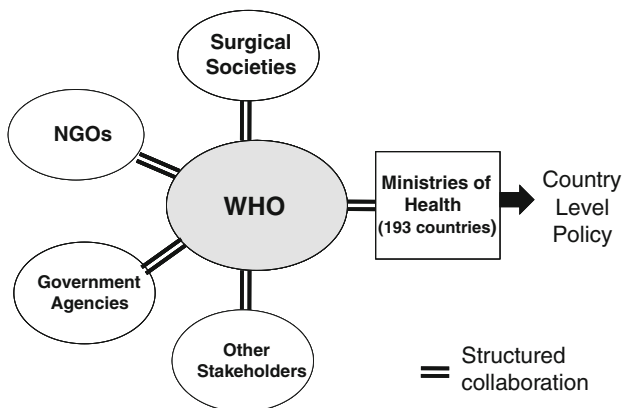 Surgical
Societies
NGOs
WHO
Ministries of
Health
(193 countries)
Country
Level
Policy
Government
Agencies
Other
Stakeholders
Structured
collaboration